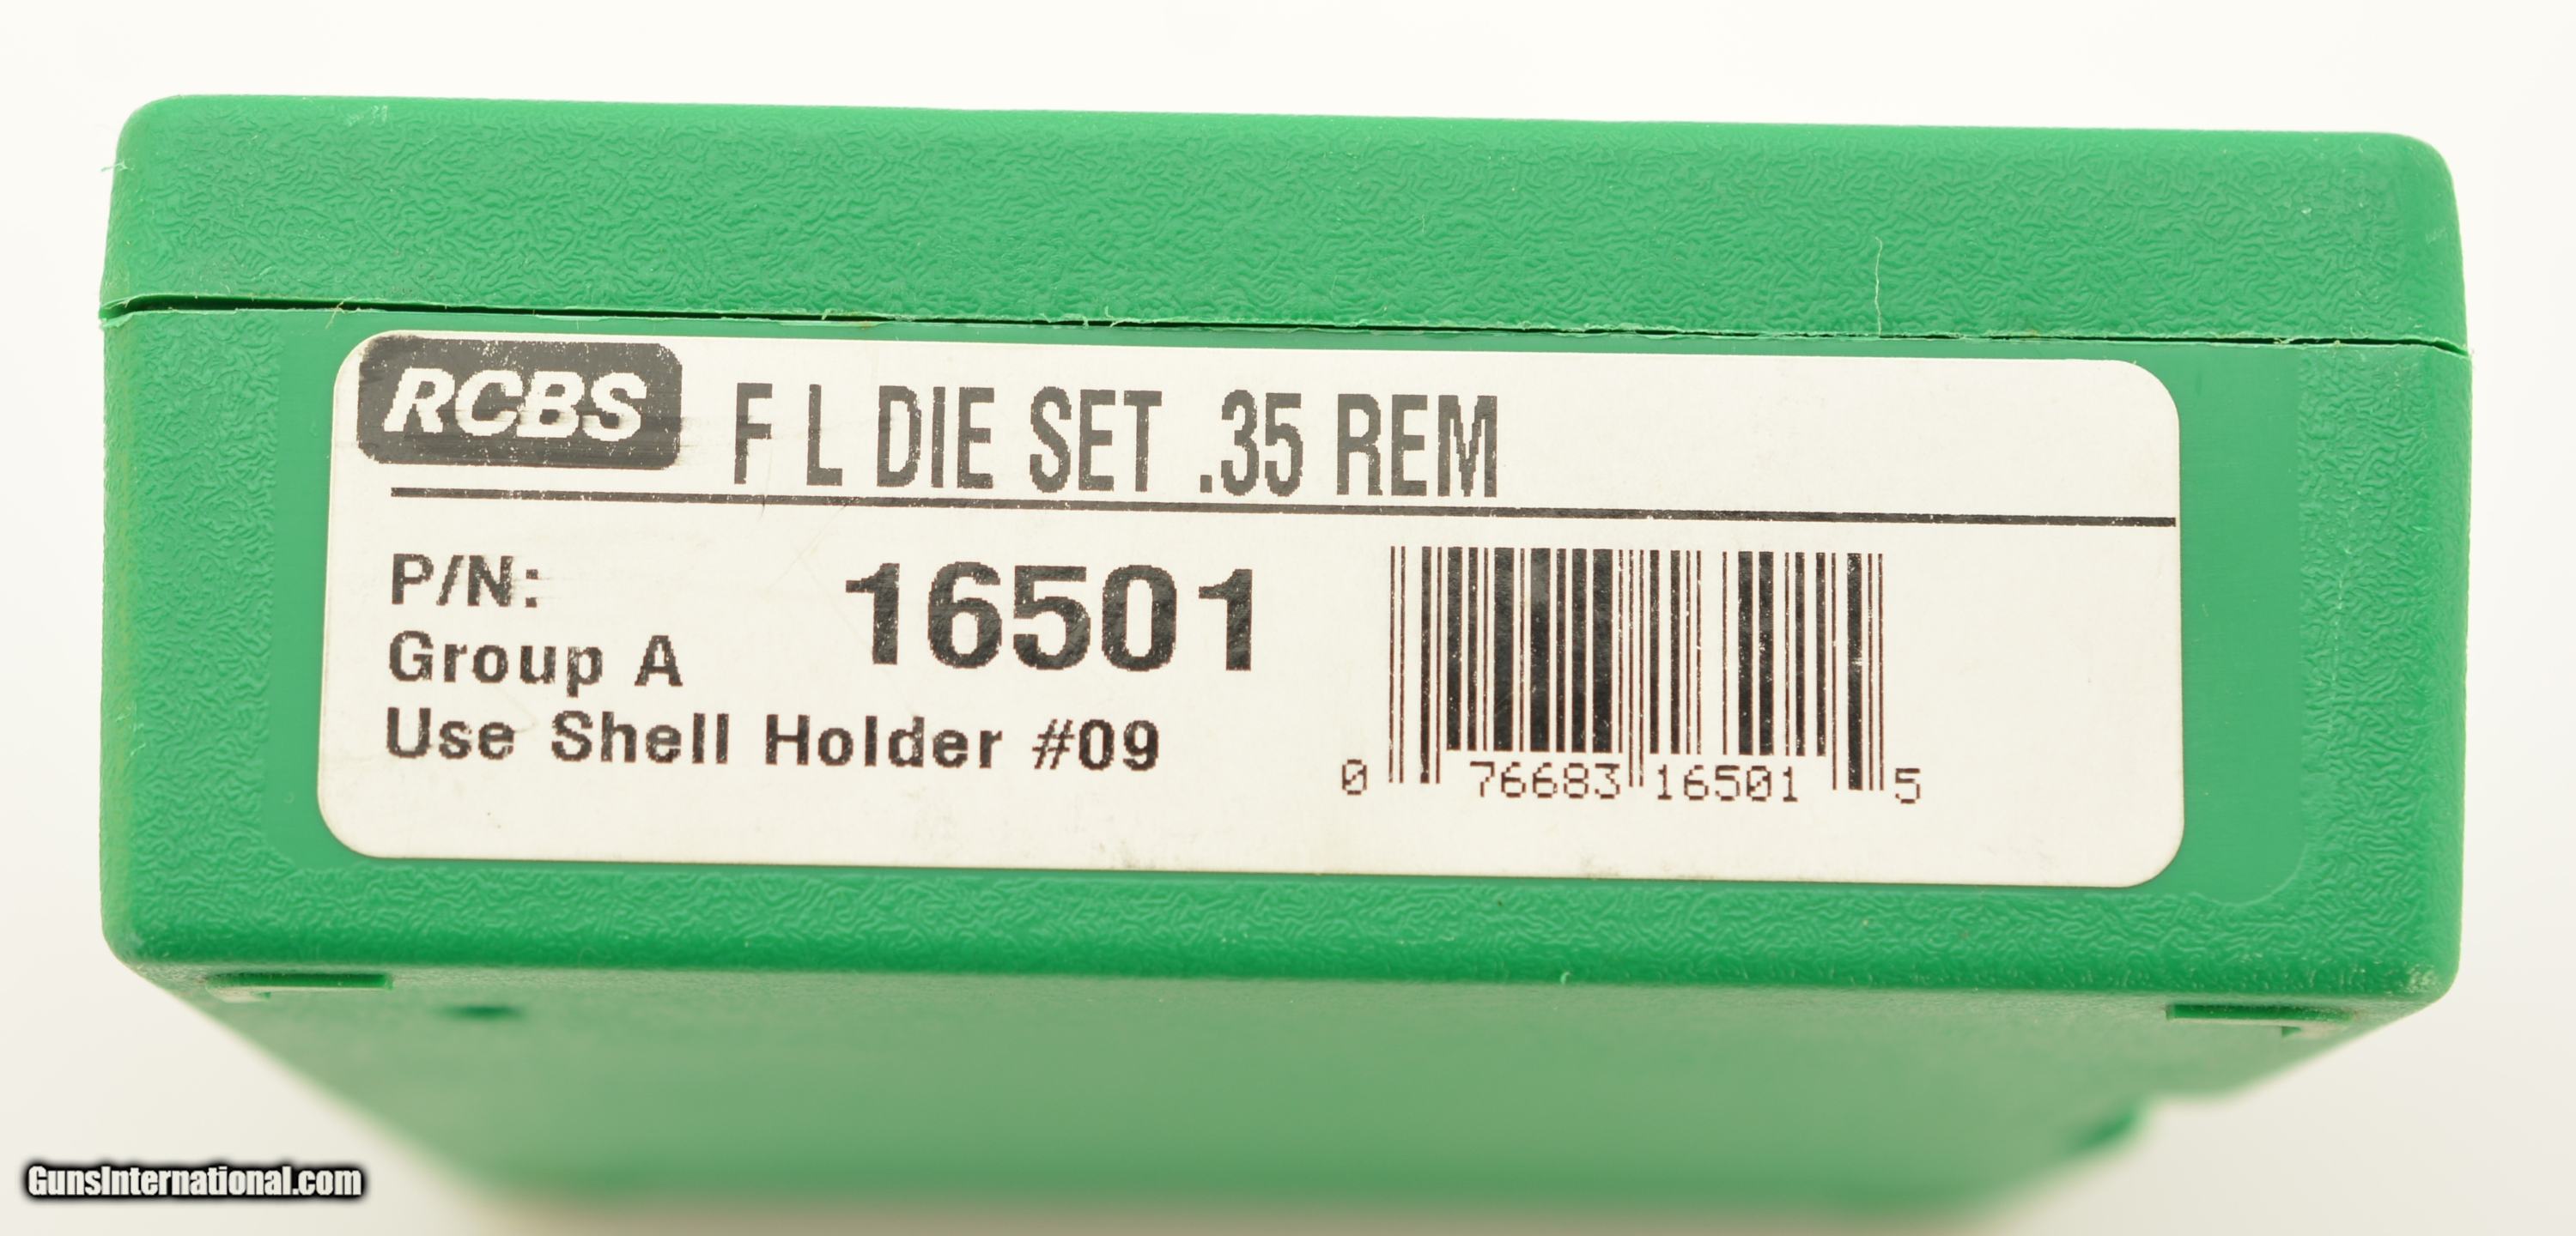 RCBS F L DIE SET .35 REM
P/N: 16501
Group A
Use Shell Holder #09
0 76683 16501 5
GunsInternational.com